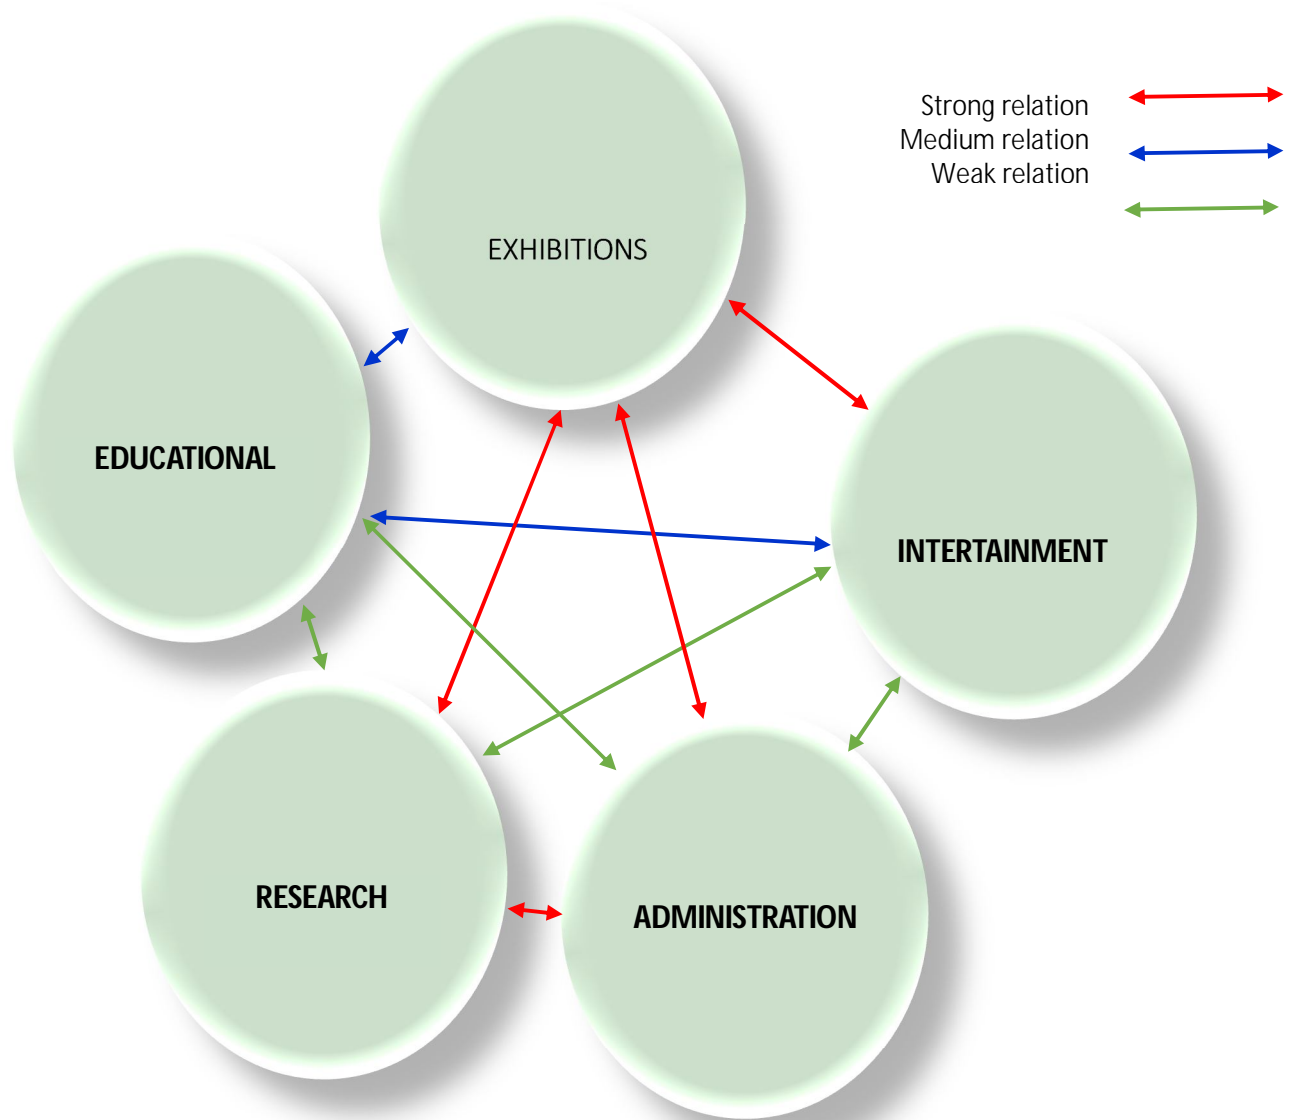 Strong relation
Medium relation
Weak relation
EXHIBITIONS
EDUCATIONAL
INTERTAINMENT
RESEARCH
ADMINISTRATION